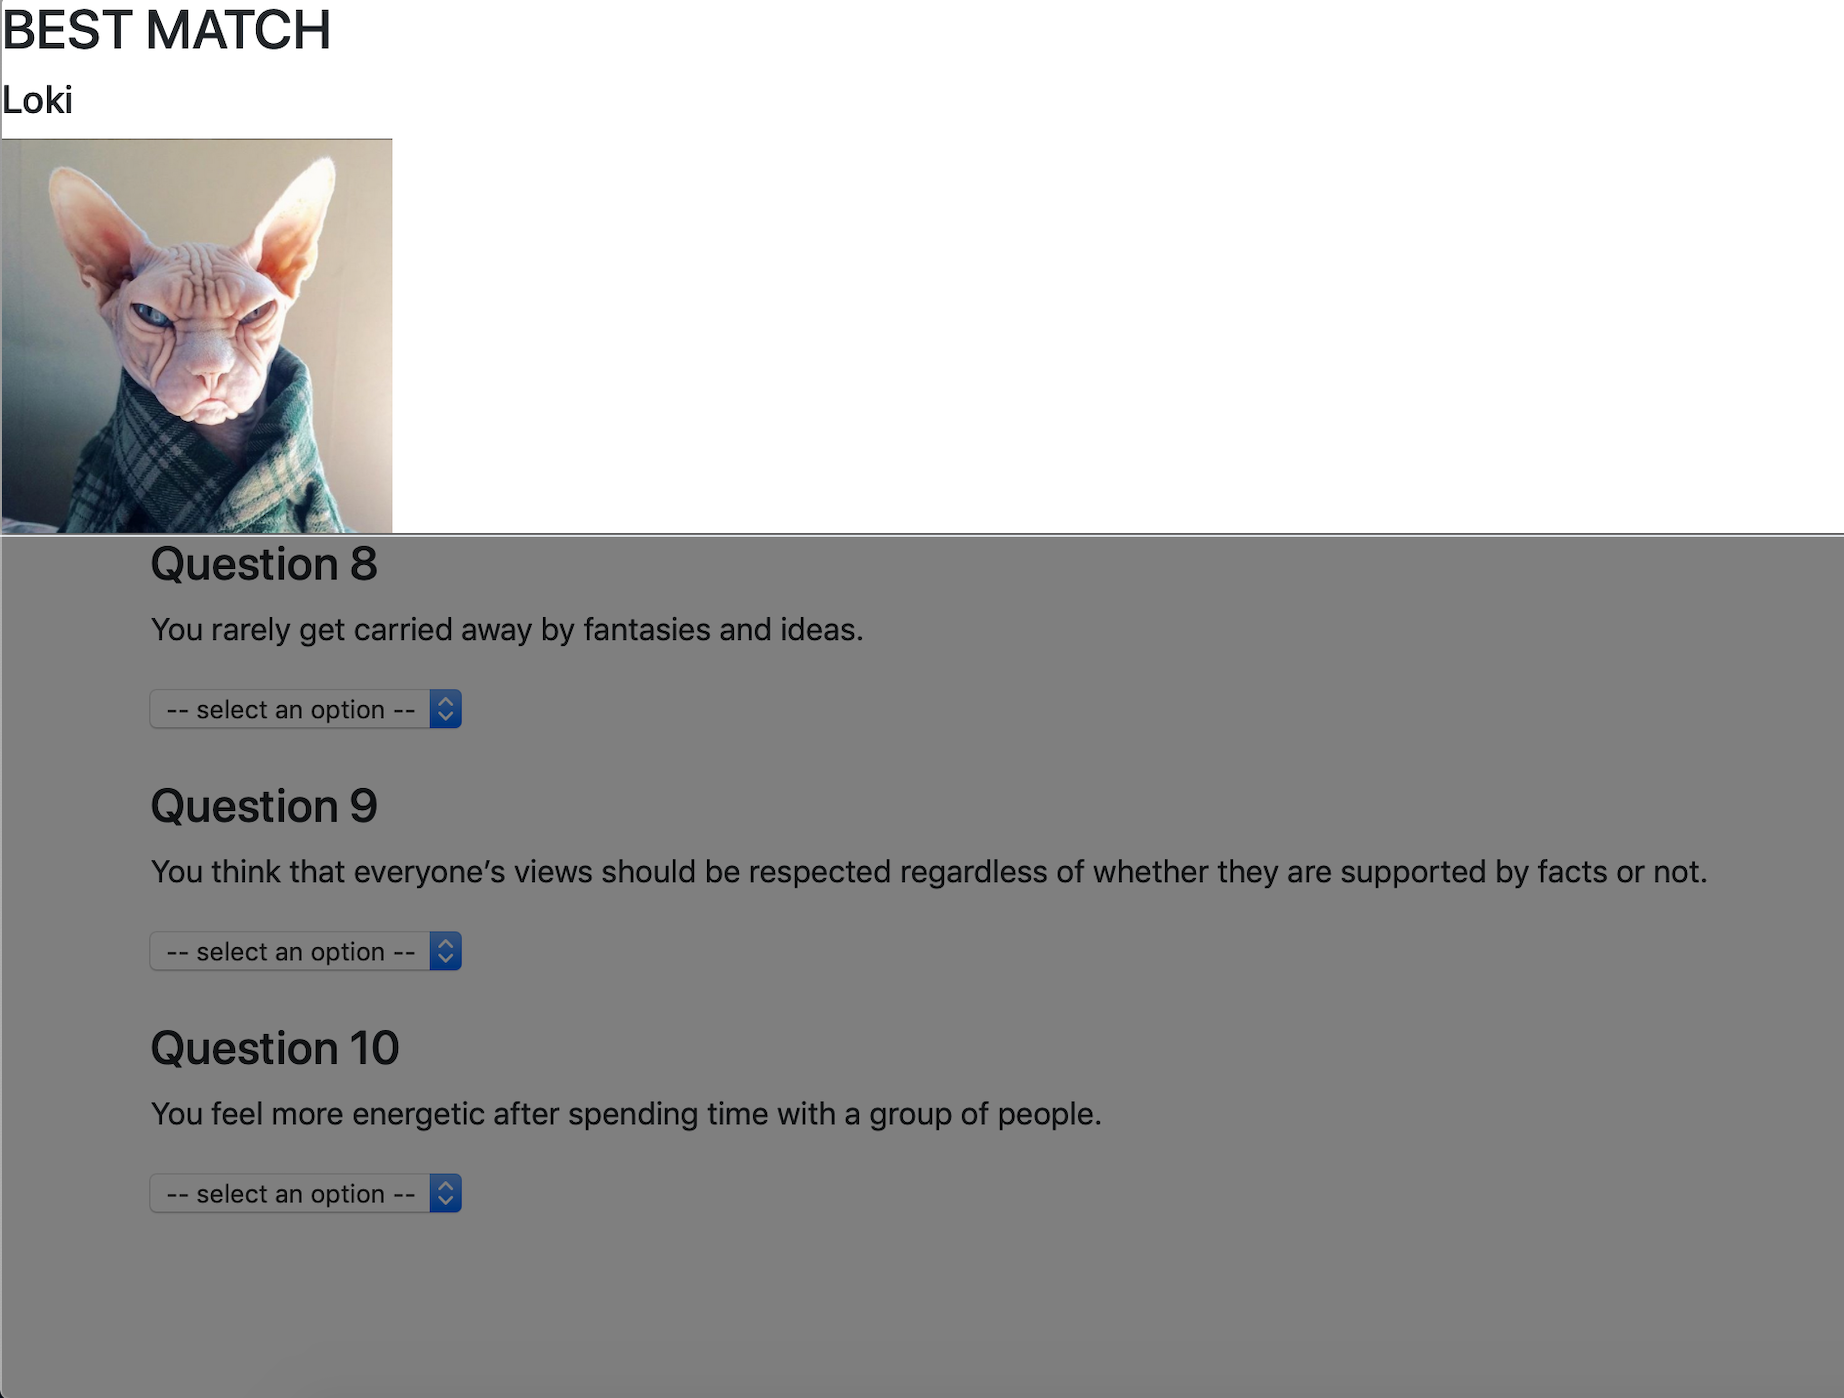 BEST MATCH
Loki
Question 8
You rarely get carried away by fantasies and ideas.
-- select an option --
Question 9
You think that everyone’s views should be respected regardless of whether they are supported by facts or not.
-- select an option --
Question 10
You feel more energetic after spending time with a group of people.
-- select an option --